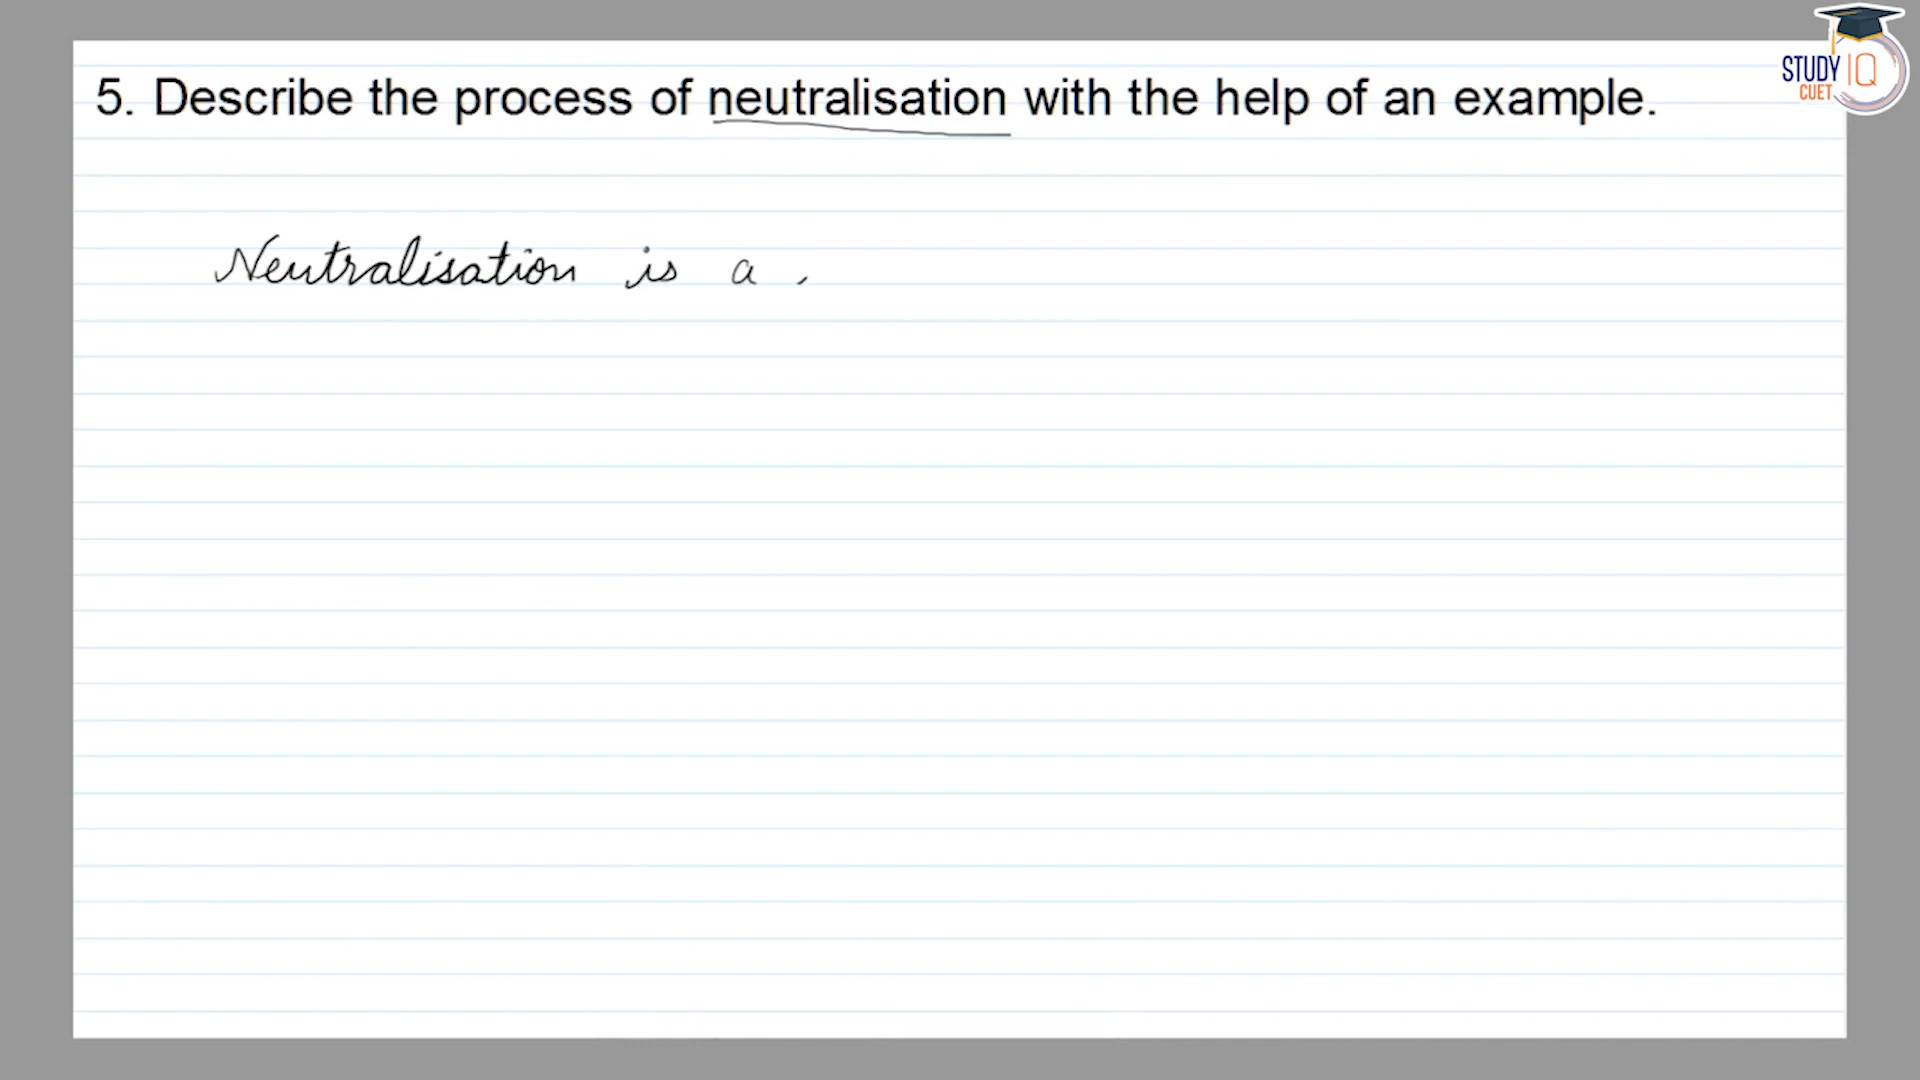 5. Describe the process of neutralisation with the help of an example.
STUDY IQ
CUET
Neutralisation is a